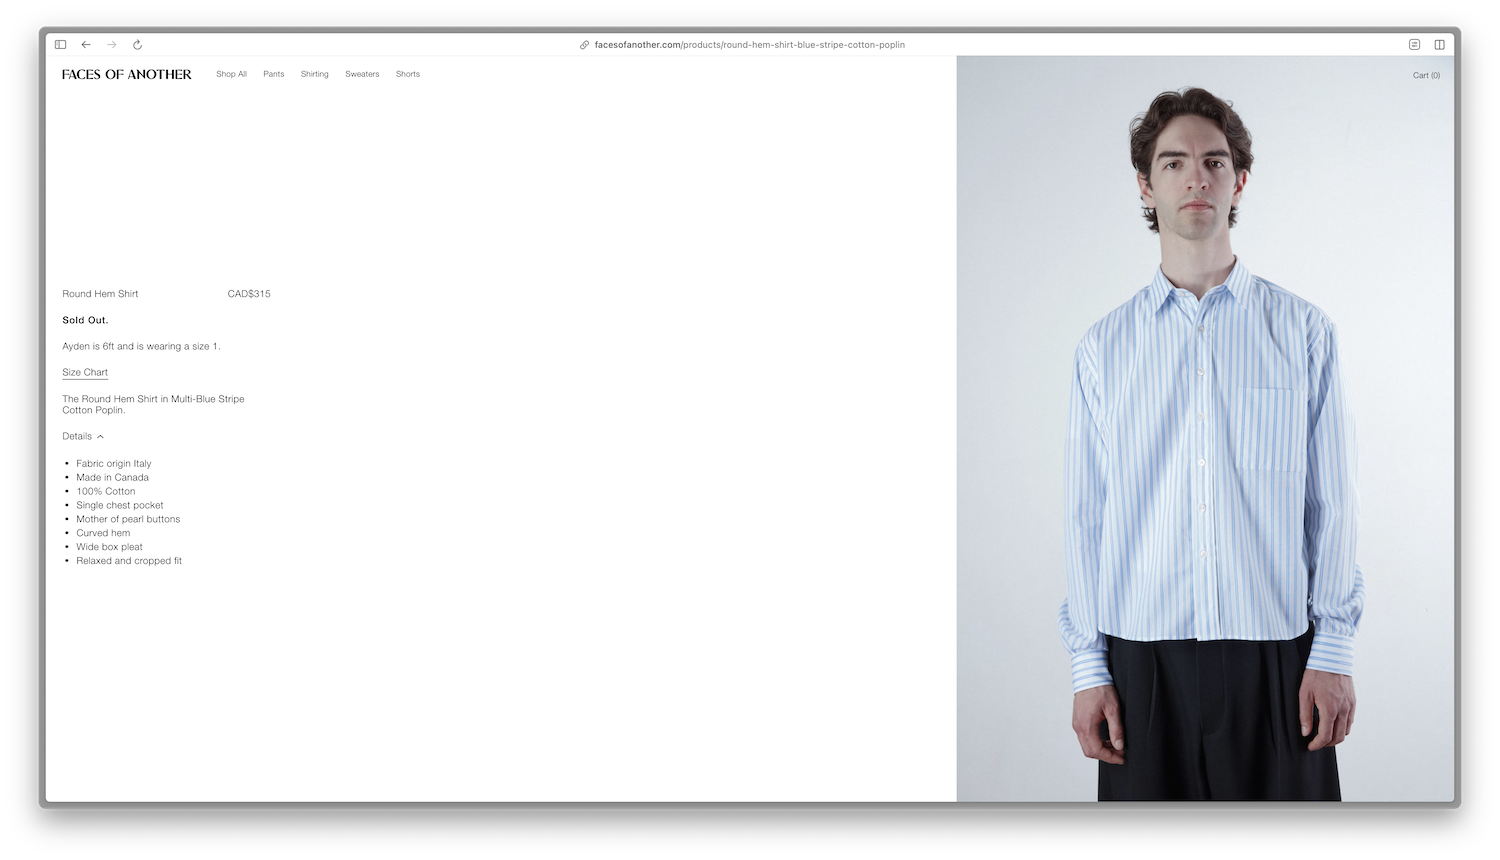 facesofanother.com/products/round-hem-shirt-blue-stripe-cotton-poplin
FACES OF ANOTHER
Shop All
Pants
Shirting
Sweaters
Shorts
Cart (0)
Round Hem Shirt
CAD$315
Sold Out.
Ayden is 6ft and is wearing a size 1.
Size Chart
The Round Hem Shirt in Multi-Blue Stripe
Cotton Poplin.
Details
• Fabric origin Italy
• Made in Canada
• 100% Cotton
• Single chest pocket
• Mother of pearl buttons
• Curved hem
• Wide box pleat
• Relaxed and cropped fit